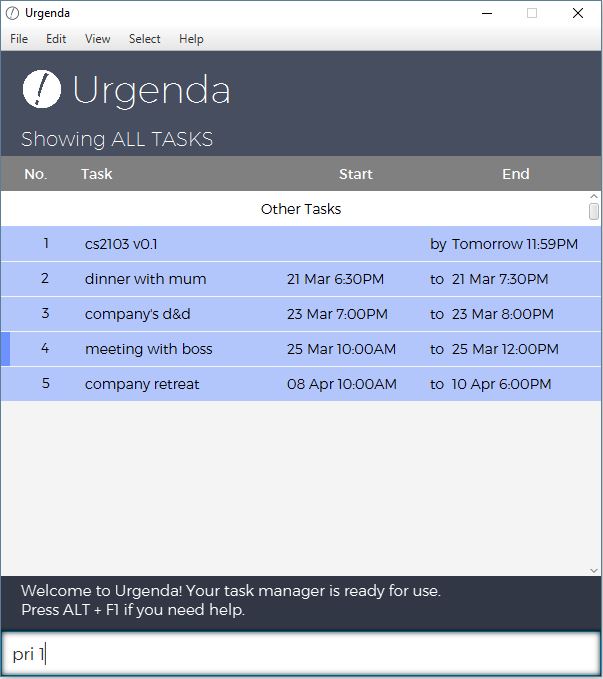 Urgenda
File Edit View Select Help
Urgenda
Showing ALL TASKS
No. Task Start End
Other Tasks
1 cs2103 v0.1 by Tomorrow 11:59PM
2 dinner with mum 21 Mar 6:30PM to 21 Mar 7:30PM
3 company's d&d 23 Mar 7:00PM to 23 Mar 8:00PM
4 meeting with boss 25 Mar 10:00AM to 25 Mar 12:00PM
5 company retreat 08 Apr 10:00AM to 10 Apr 6:00PM
Welcome to Urgenda! Your task manager is ready for use.
Press ALT + F1 if you need help.
pri 1